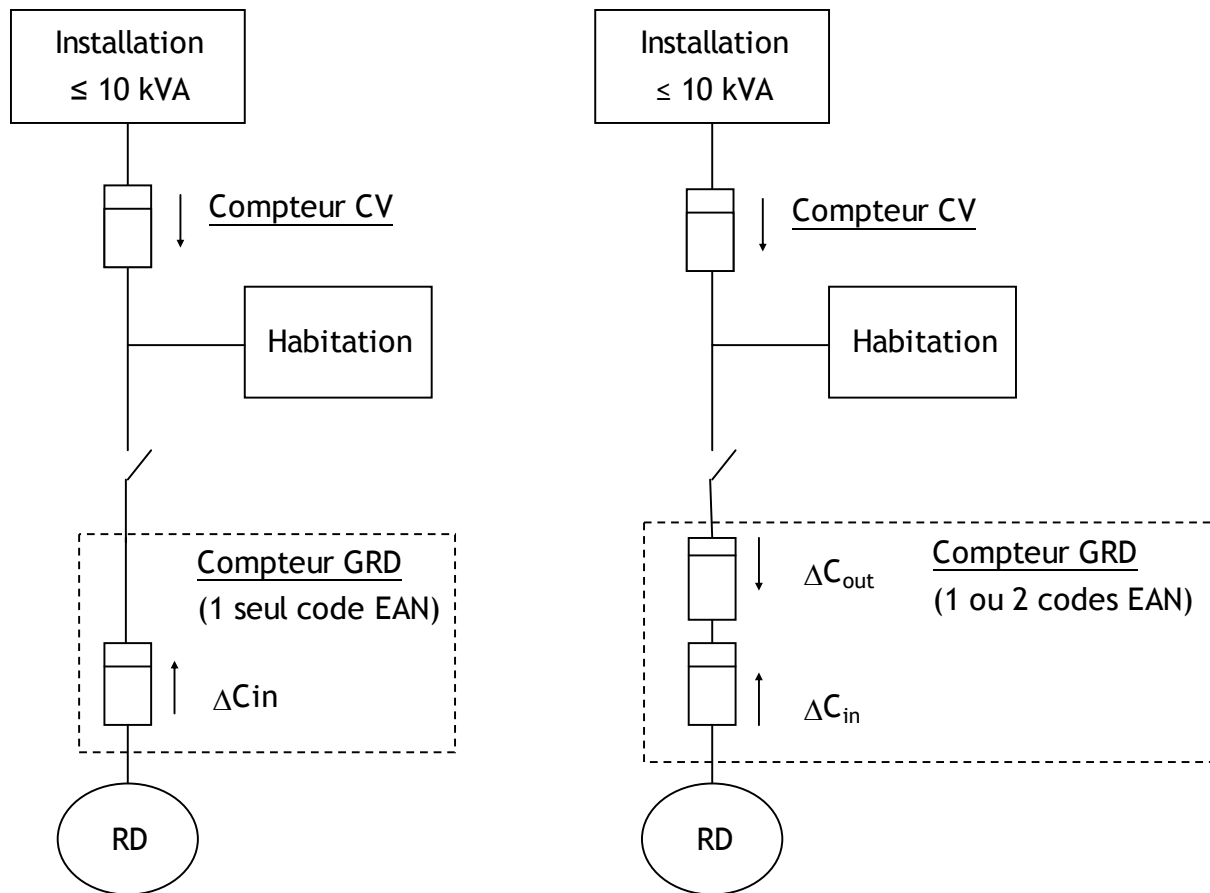 Installation
≤ 10 kVA
Compteur CV
Habitation
Compteur GRD
(1 seul code EAN)
ΔCin
RD
Installation
≤ 10 kVA
Compteur CV
Habitation
ΔCout
Compteur GRD
(1 ou 2 codes EAN)
ΔCin
RD